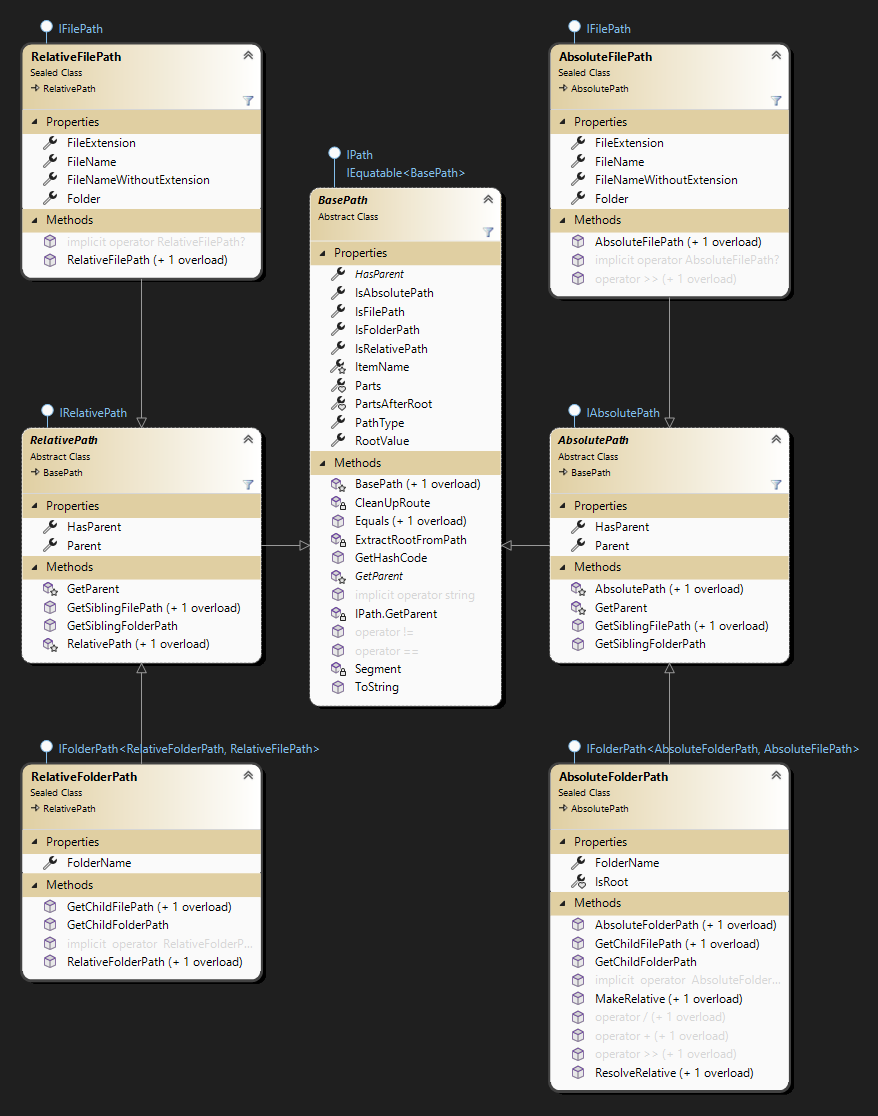 IFilePath
RelativeFilePath
Sealed Class
RelativePath
Properties
FileExtension
FileName
FileNameWithoutExtension
Folder
Methods
implicit operator RelativeFilePath?
RelativeFilePath (+ 1 overload)
IFilePath
AbsoluteFilePath
Sealed Class
AbsolutePath
Properties
FileExtension
FileName
FileNameWithoutExtension
Folder
Methods
AbsoluteFilePath (+ 1 overload)
implicit operator AbsoluteFilePath?
operator >> (+ 1 overload)
IPath
IEquatable<BasePath>
BasePath
Abstract Class
Properties
HasParent
IsAbsolutePath
IsFilePath
IsFolderPath
IsRelativePath
ItemName
Parts
PartsAfterRoot
PathType
RootValue
Methods
BasePath (+ 1 overload)
CleanUpRoute
Equals (+ 1 overload)
ExtractRootFromPath
GetHashCode
GetParent
implicit operator string
IPath.GetParent
operator !=
operator ==
Segment
ToString
IRelativePath
RelativePath
Abstract Class
BasePath
Properties
HasParent
Parent
Methods
GetParent
GetSiblingFilePath (+ 1 overload)
GetSiblingFolderPath
RelativePath (+ 1 overload)
IAbsolutePath
AbsolutePath
Abstract Class
BasePath
Properties
HasParent
Parent
Methods
AbsolutePath (+ 1 overload)
GetParent
GetSiblingFilePath (+ 1 overload)
GetSiblingFolderPath
IFolderPath<RelativeFolderPath, RelativeFilePath>
RelativeFolderPath
Sealed Class
RelativePath
Properties
FolderName
Methods
GetChildFilePath (+ 1 overload)
GetChildFolderPath
implicit operator RelativeFolderP...
RelativeFolderPath (+ 1 overload)
IFolderPath<AbsoluteFolderPath, AbsoluteFilePath>
AbsoluteFolderPath
Sealed Class
AbsolutePath
Properties
FolderName
IsRoot
Methods
AbsoluteFolderPath (+ 1 overload)
GetChildFilePath (+ 1 overload)
GetChildFolderPath
implicit operator AbsoluteFolder...
MakeRelative (+ 1 overload)
operator / (+ 1 overload)
operator + (+ 1 overload)
operator >> (+ 1 overload)
ResolveRelative (+ 1 overload)